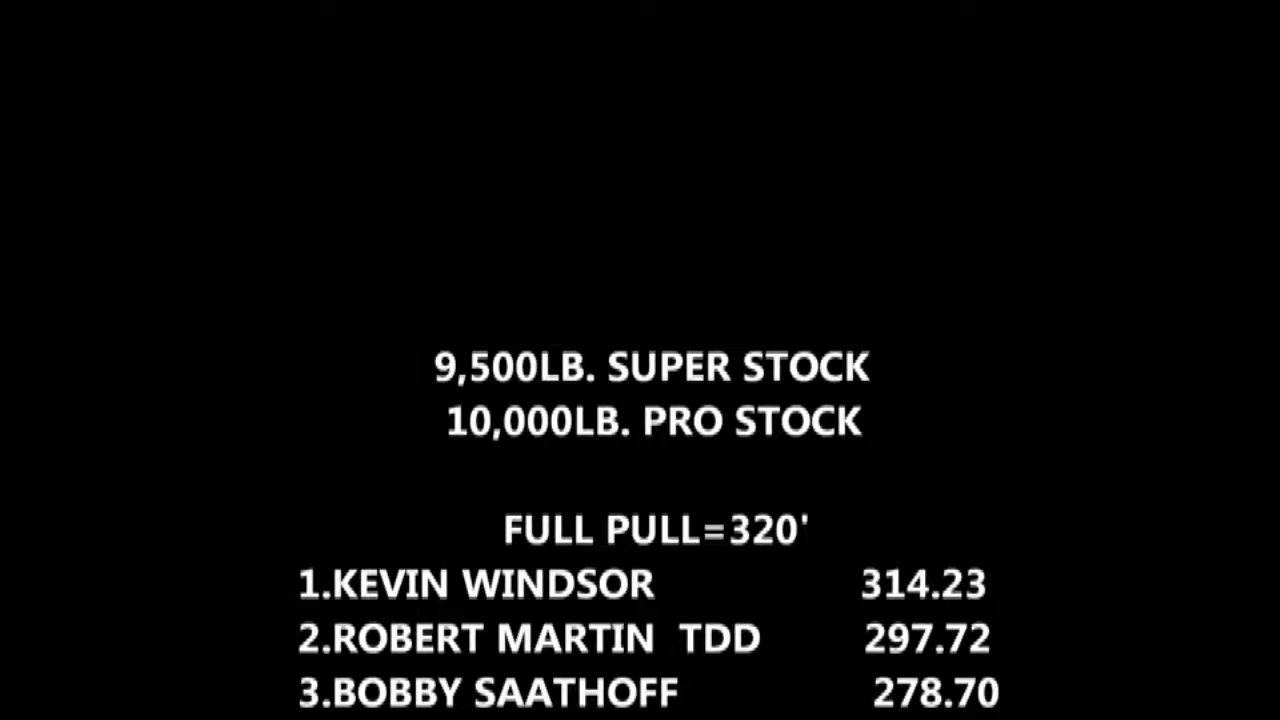 9,500LB. SUPER STOCK
10,000LB. PRO STOCK
FULL PULL=320'
1.KEVIN WINDSOR 314.23
2.ROBERT MARTIN TDD 297.72
3.BOBBY SAATHOFF 278.70